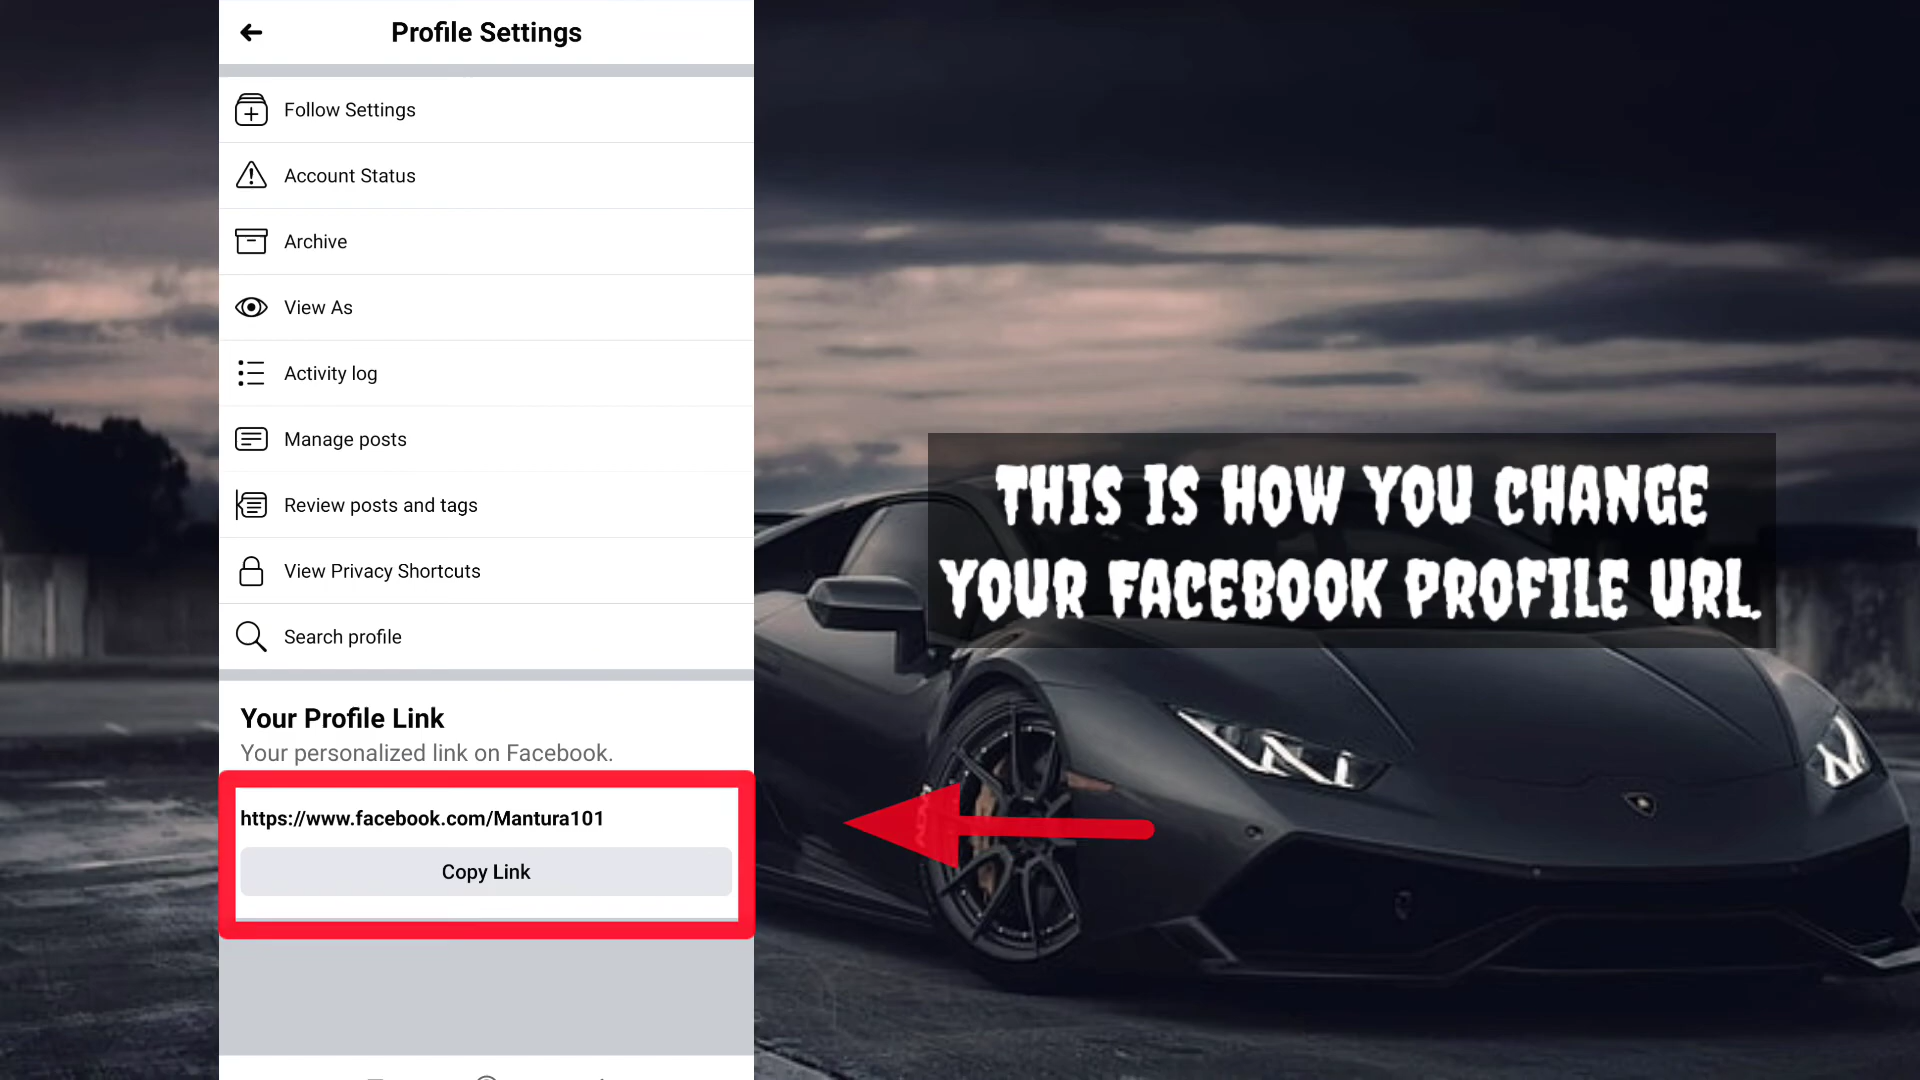 Profile Settings
Follow Settings
Account Status
Archive
View As
Activity log
Manage posts
Review posts and tags
View Privacy Shortcuts
Search profile
Your Profile Link
Your personalized link on Facebook.
https://www.facebook.com/Mantura101
Copy Link
THIS IS HOW YOU CHANGE
YOUR FACEBOOK PROFILE URL.